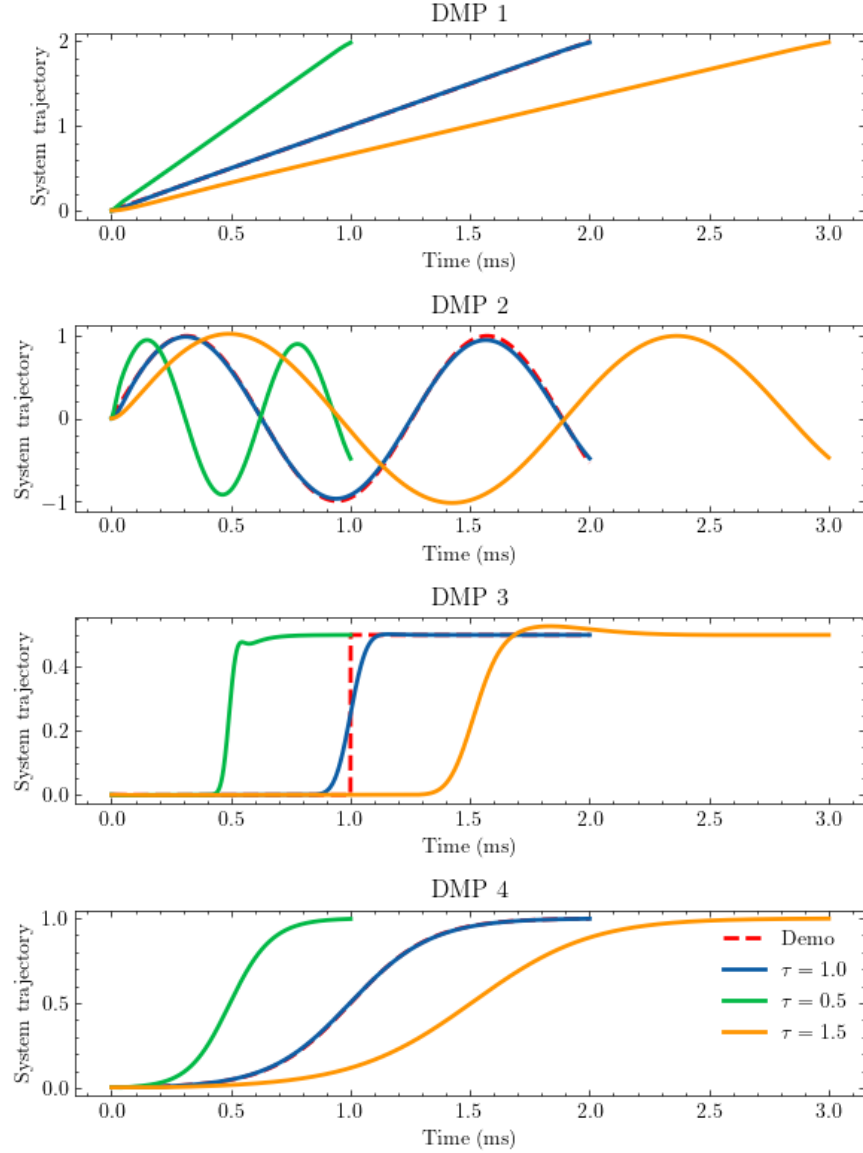 DMP 1
System trajectory
2
1
0
0.0 0.5 1.0 1.5 2.0 2.5 3.0
Time (ms)
DMP 2
System trajectory
1
0
−1
0.0 0.5 1.0 1.5 2.0 2.5 3.0
Time (ms)
DMP 3
System trajectory
0.4
0.2
0.0
0.0 0.5 1.0 1.5 2.0 2.5 3.0
Time (ms)
DMP 4
System trajectory
1.0
0.5
0.0
Demo
τ = 1.0
τ = 0.5
τ = 1.5
0.0 0.5 1.0 1.5 2.0 2.5 3.0
Time (ms)